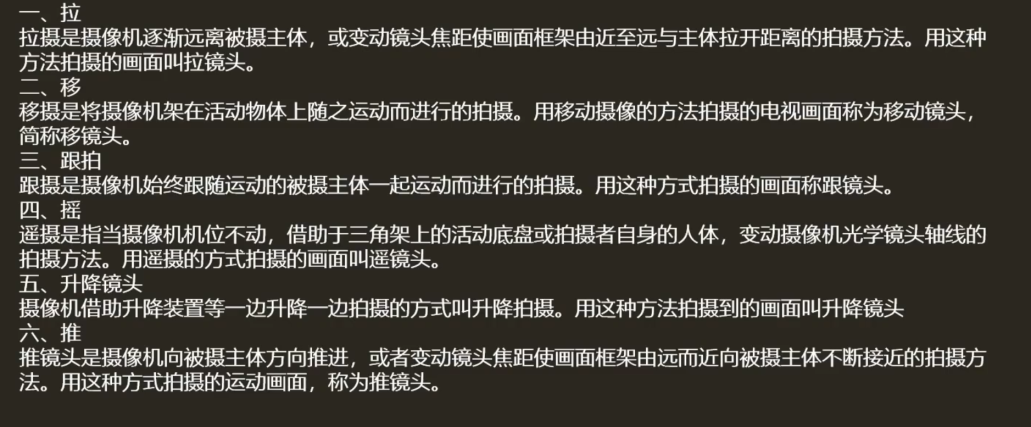 一、拉
拉摄是摄像机逐渐远离被摄主体，或变动镜头焦距使画面框架由近至远与主体拉开距离的拍摄方法。用这种
方法拍摄的画面叫拉镜头。
二、移
移摄是将摄像机架在活动物体上随之运动而进行的拍摄。用移动摄像的方法拍摄的电视画面称为移动镜头，
简称移镜头。
三、跟拍
跟摄是摄像机始终跟随运动的被摄主体一起运动而进行的拍摄。用这种方式拍摄的画面称跟镜头。
四、摇
遥摄是指当摄像机机位不动，借助于三角架上的活动底盘或拍摄者自身的人体，变动摄像机光学镜头轴线的
拍摄方法。用遥摄的方式拍摄的画面叫遥镜头。
五、升降镜头
摄像机借助升降装置等一边升降一边拍摄的方式叫升降拍摄。用这种方法拍摄到的画面叫升降镜头
六、推
推镜头是摄像机向被摄主体方向推进，或者变动镜头焦距使画面框架由远而近向被摄主体不断接近的拍摄方
法。用这种方式拍摄的运动画面，称为推镜头。